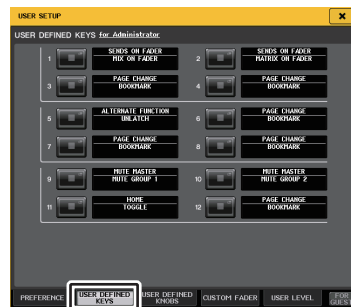 USER SETUP
USER DEFINED KEYS for Administrator
1 SENDS ON FADER
MIX ON FADER
2 SENDS ON FADER
MATRIX ON FADER
3 PAGE CHANGE
BOOKMARK
4 PAGE CHANGE
BOOKMARK
5 ALTERNATE FUNCTION
UNLATCH
6 PAGE CHANGE
BOOKMARK
7 PAGE CHANGE
BOOKMARK
8 PAGE CHANGE
BOOKMARK
9 MUTE MASTER
MUTE GROUP 1
10 MUTE MASTER
MUTE GROUP 2
11 HOME
TOGGLE
12 PAGE CHANGE
BOOKMARK
PREFERENCE
USER DEFINED
KEYS
USER DEFINED
KNOBS
CUSTOM FADER
USER LEVEL
FOR
GUEST